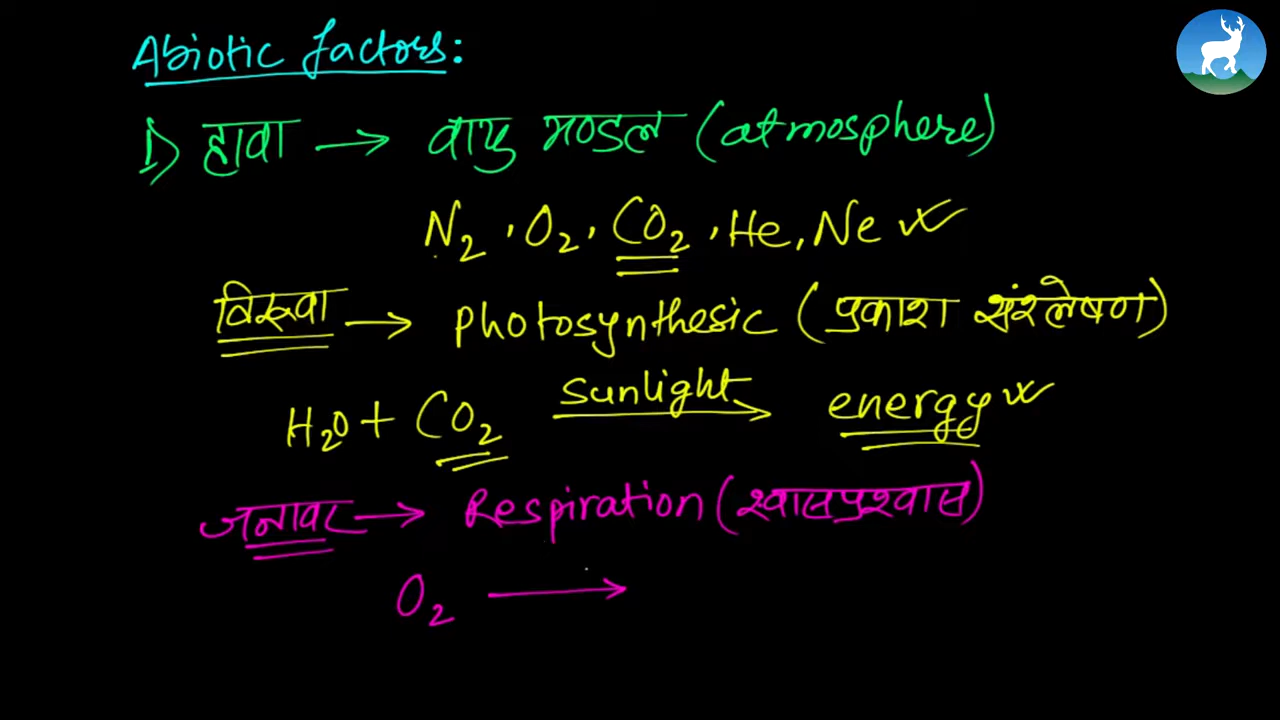 Abiotic factors:
1) हावा → वायु मण्डल (atmosphere)
N₂, O₂, CO₂, He, Ne
विरूवा → Photosynthesic (प्रकाश संश्लेषण)
H₂O + CO₂ sunlight→ energy
जनावर → Respiration (श्वासप्रश्वास)
O₂ →